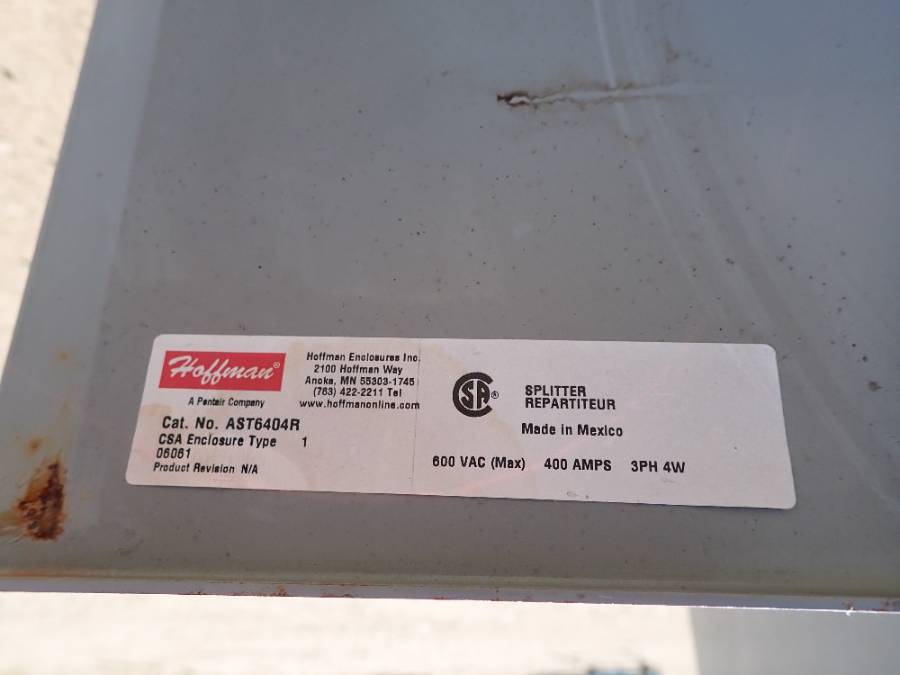 Hoffman®
A Pentair Company
Hoffman Enclosures Inc.
2100 Hoffman Way
Anoka, MN 55303-1745
(763) 422-2211 Tel
www.hoffmanonline.com
Cat. No. AST6404R
CSA Enclosure Type 1
06061
Product Revision N/A
CSA®
SPLITTER
REPARTITEUR
Made in Mexico
600 VAC (Max) 400 AMPS 3PH 4W